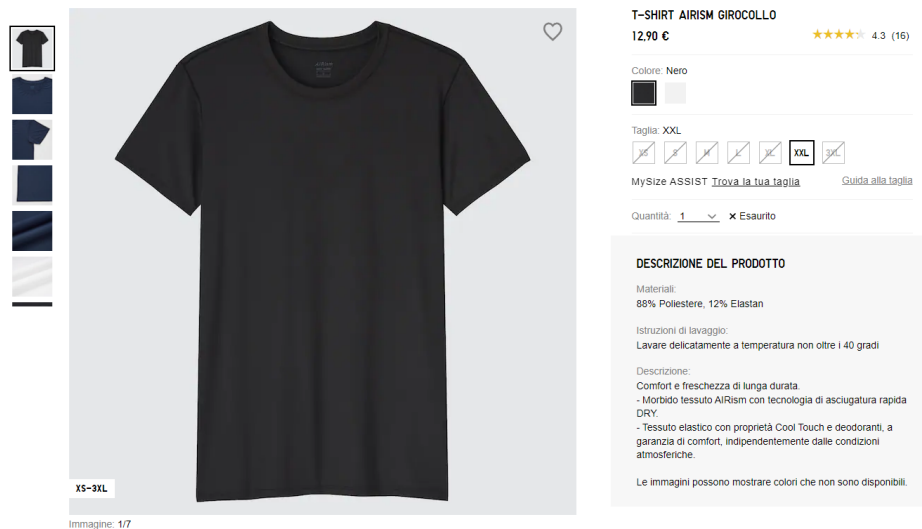 T-SHIRT AIRISM GIROCOLLO
12,90 €
4.3 (16)
Colore: Nero
Taglia: XXL
XS S M L XL XXL 3XL
MySize ASSIST Trova la tua taglia
Guida alla taglia
Quantità: 1
✕ Esaurito
DESCRIZIONE DEL PRODOTTO
Materiali:
88% Poliestere, 12% Elastan
Istruzioni di lavaggio:
Lavare delicatamente a temperatura non oltre i 40 gradi
Descrizione:
Comfort e freschezza di lunga durata.
- Morbido tessuto AIRism con tecnologia di asciugatura rapida
DRY.
- Tessuto elastico con proprietà Cool Touch e deodoranti, a
garanzia di comfort, indipendentemente dalle condizioni
atmosferiche.
Le immagini possono mostrare colori che non sono disponibili.
AIRism
XS-3XL
Immagine: 1/7